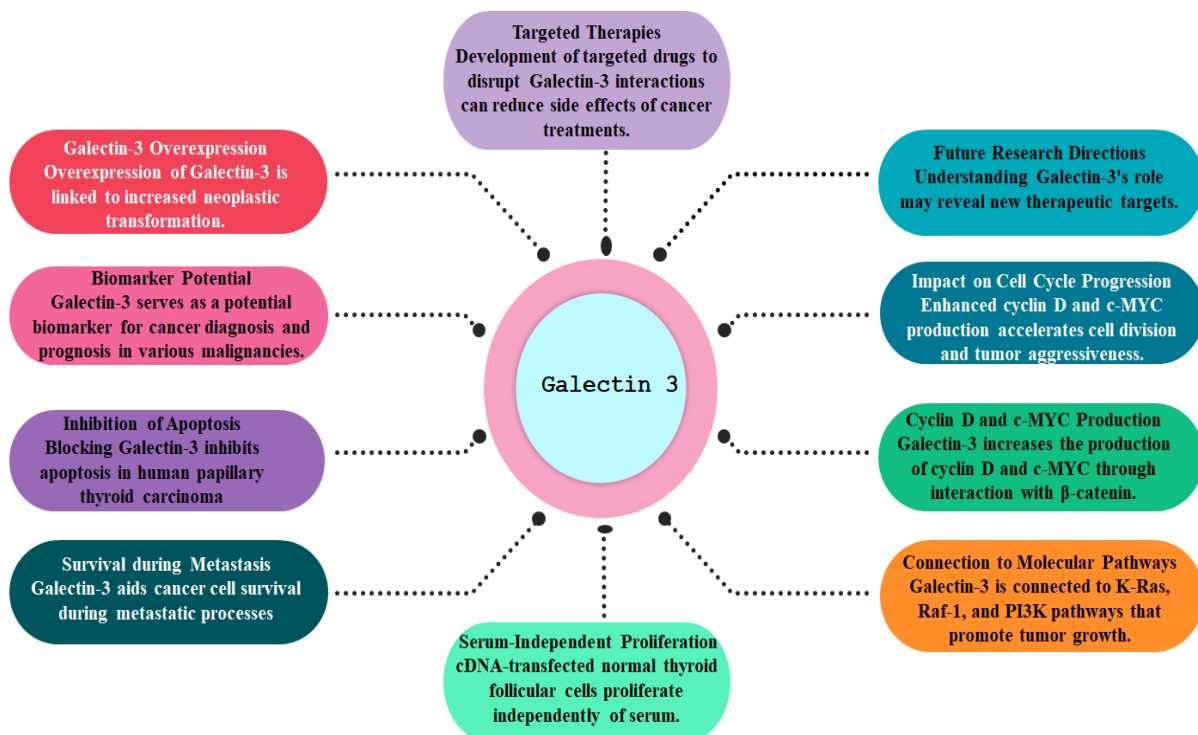 Targeted Therapies
Development of targeted drugs to
disrupt Galectin-3 interactions
can reduce side effects of cancer
treatments.
Galectin-3 Overexpression
Overexpression of Galectin-3 is
linked to increased neoplastic
transformation.
Future Research Directions
Understanding Galectin-3's role
may reveal new therapeutic targets.
Biomarker Potential
Galectin-3 serves as a potential
biomarker for cancer diagnosis and
prognosis in various malignancies.
Impact on Cell Cycle Progression
Enhanced cyclin D and c-MYC
production accelerates cell division
and tumor aggressiveness.
Galectin 3
Inhibition of Apoptosis
Blocking Galectin-3 inhibits
apoptosis in human papillary
thyroid carcinoma
Cyclin D and c-MYC Production
Galectin-3 increases the production
of cyclin D and c-MYC through
interaction with β-catenin.
Survival during Metastasis
Galectin-3 aids cancer cell survival
during metastatic processes
Connection to Molecular Pathways
Galectin-3 is connected to K-Ras,
Raf-1, and PI3K pathways that
promote tumor growth.
Serum-Independent Proliferation
cDNA-transfected normal thyroid
follicular cells proliferate
independently of serum.